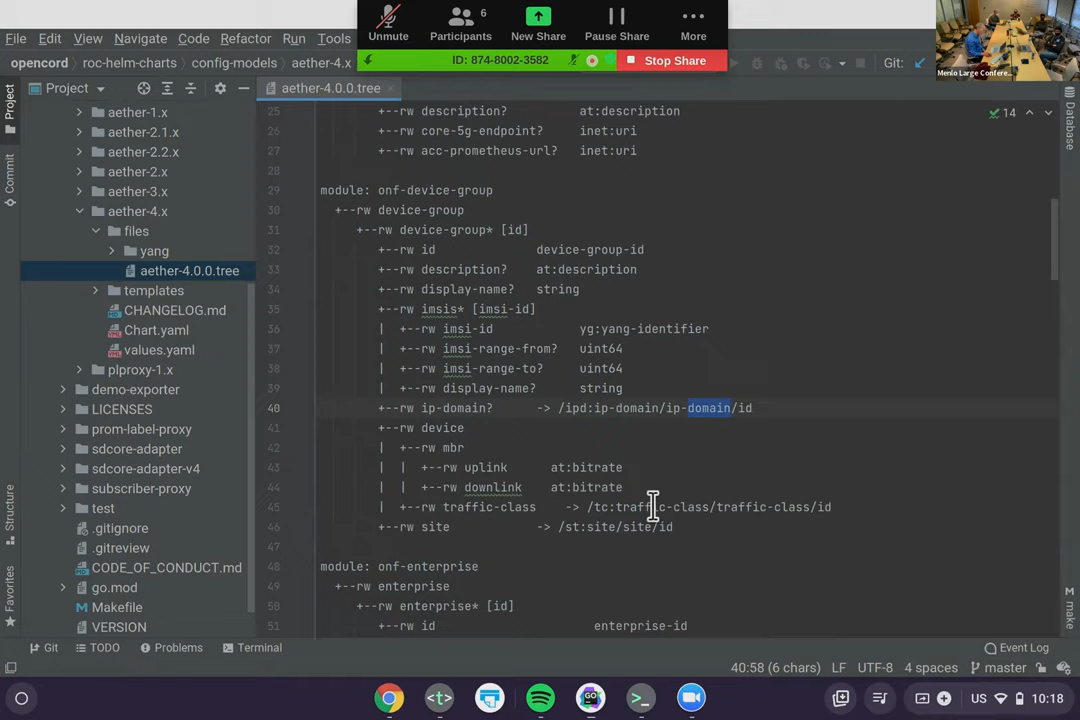 Unmute
6
Participants
New Share
Pause Share
More
ID: 874-8002-3582
Stop Share
Menlo Large Confere...
File Edit View Navigate Code Refactor Run Tools
opencord roc-helm-charts config-models aether-4.x
Git:
Project
aether-4.0.0.tree
14
Project
Commit
Structure
Favorites
Database
make
aether-1.x
aether-2.1.x
aether-2.2.x
aether-2.x
aether-3.x
aether-4.x
files
yang
aether-4.0.0.tree
templates
CHANGELOG.md
Chart.yaml
values.yaml
plproxy-1.x
demo-exporter
LICENSES
prom-label-proxy
sdcore-adapter
sdcore-adapter-v4
subscriber-proxy
test
.gitignore
.gitreview
CODE_OF_CONDUCT.md
go.mod
Makefile
VERSION
25 +--rw description? at:description
26 +--rw core-5g-endpoint? inet:uri
27 +--rw acc-prometheus-url? inet:uri
28
29 module: onf-device-group
30 +--rw device-group
31 +--rw device-group* [id]
32 +--rw id device-group-id
33 +--rw description? at:description
34 +--rw display-name? string
35 +--rw imsis* [imsi-id]
36 | +--rw imsi-id yg:yang-identifier
37 | +--rw imsi-range-from? uint64
38 | +--rw imsi-range-to? uint64
39 | +--rw display-name? string
40 +--rw ip-domain? -> /ipd:ip-domain/ip-domain/id
41 +--rw device
42 | +--rw mbr
43 | | +--rw uplink at:bitrate
44 | | +--rw downlink at:bitrate
45 | +--rw traffic-class -> /tc:traffic-class/traffic-class/id
46 +--rw site -> /st:site/site/id
47
48 module: onf-enterprise
49 +--rw enterprise
50 +--rw enterprise* [id]
51 +--rw id enterprise-id
Git TODO Problems Terminal Event Log
40:58 (6 chars) LF UTF-8 4 spaces master
US 10:18